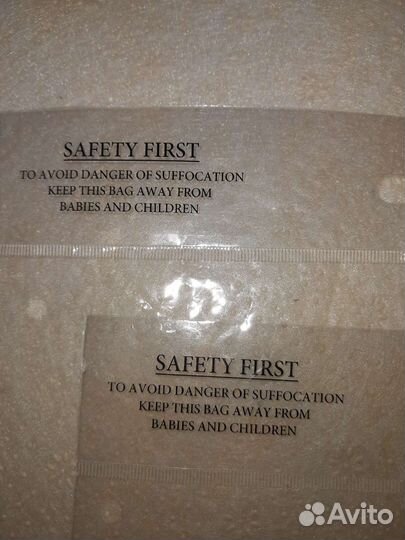 SAFETY FIRST
TO AVOID DANGER OF SUFFOCATION
KEEP THIS BAG AWAY FROM
BABIES AND CHILDREN
SAFETY FIRST
TO AVOID DANGER OF SUFFOCATION
KEEP THIS BAG AWAY FROM
BABIES AND CHILDREN
Avito